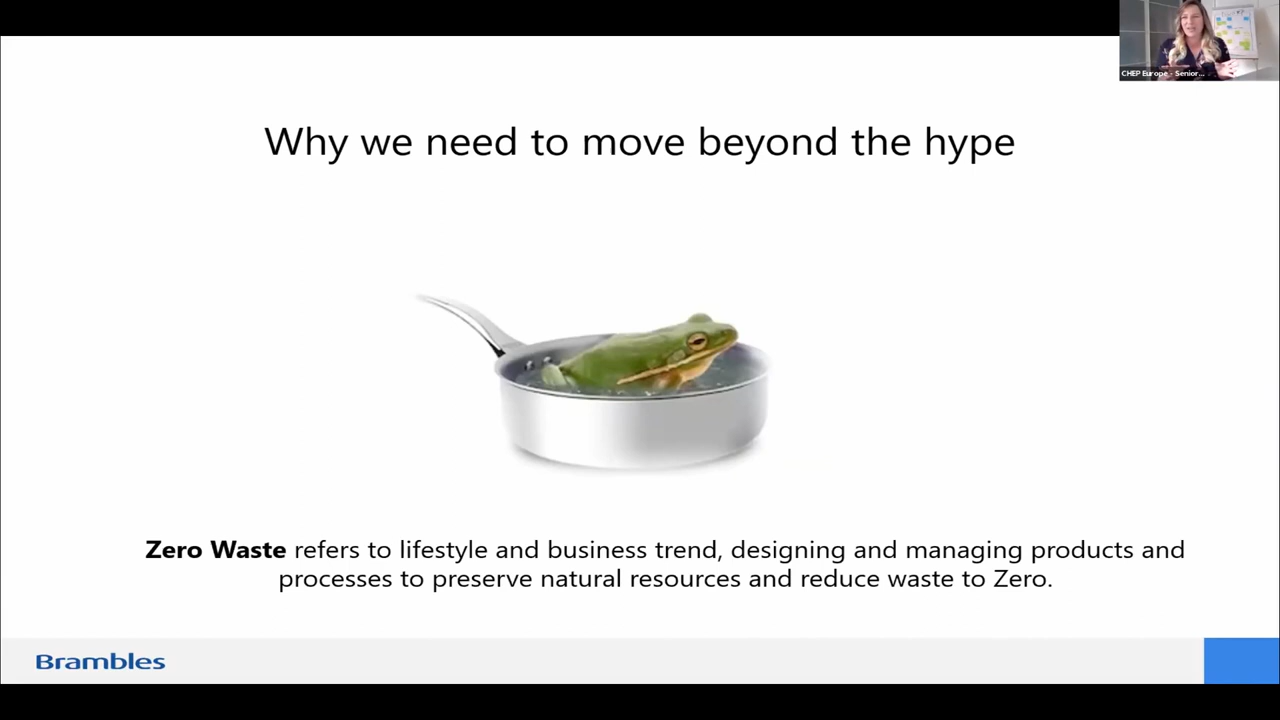 CHEP Europe - Senior...
Why we need to move beyond the hype
Zero Waste refers to lifestyle and business trend, designing and managing products and
processes to preserve natural resources and reduce waste to Zero.
Brambles